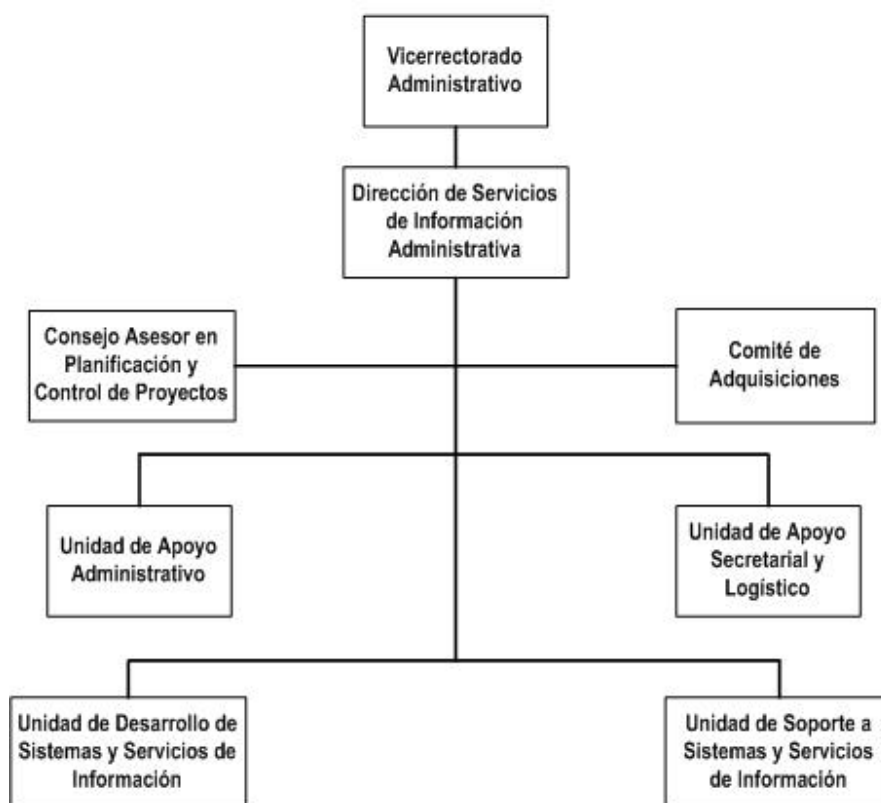 Vicerrectorado
Administrativo
Dirección de Servicios
de Información
Administrativa
Consejo Asesor en
Planificación y
Control de Proyectos
Comité de
Adquisiciones
Unidad de Apoyo
Administrativo
Unidad de Apoyo
Secretarial y
Logístico
Unidad de Desarrollo de
Sistemas y Servicios de
Información
Unidad de Soporte a
Sistemas y Servicios
de Información